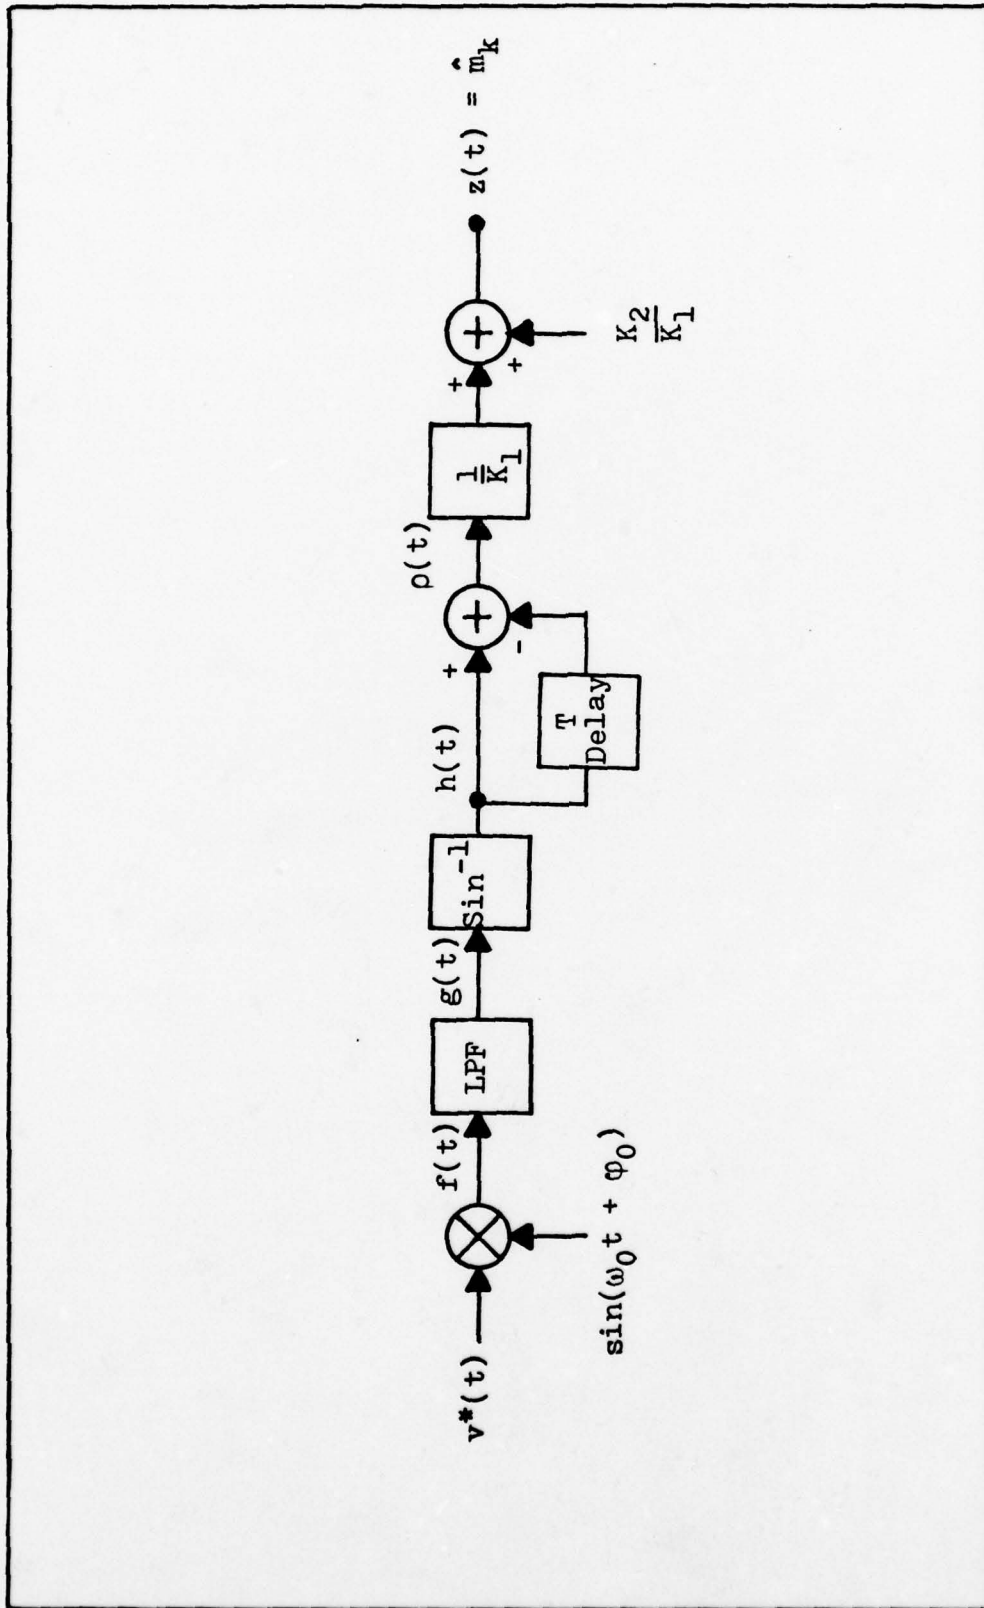 v*(t)
sin(ω₀t + φ₀)
f(t)
LPF
g(t)
Sin⁻¹
h(t)
T
Delay
+
-
+
ρ(t)
1
K₁
+
+
+
K₂
K₁
z(t) = m̂ₖ